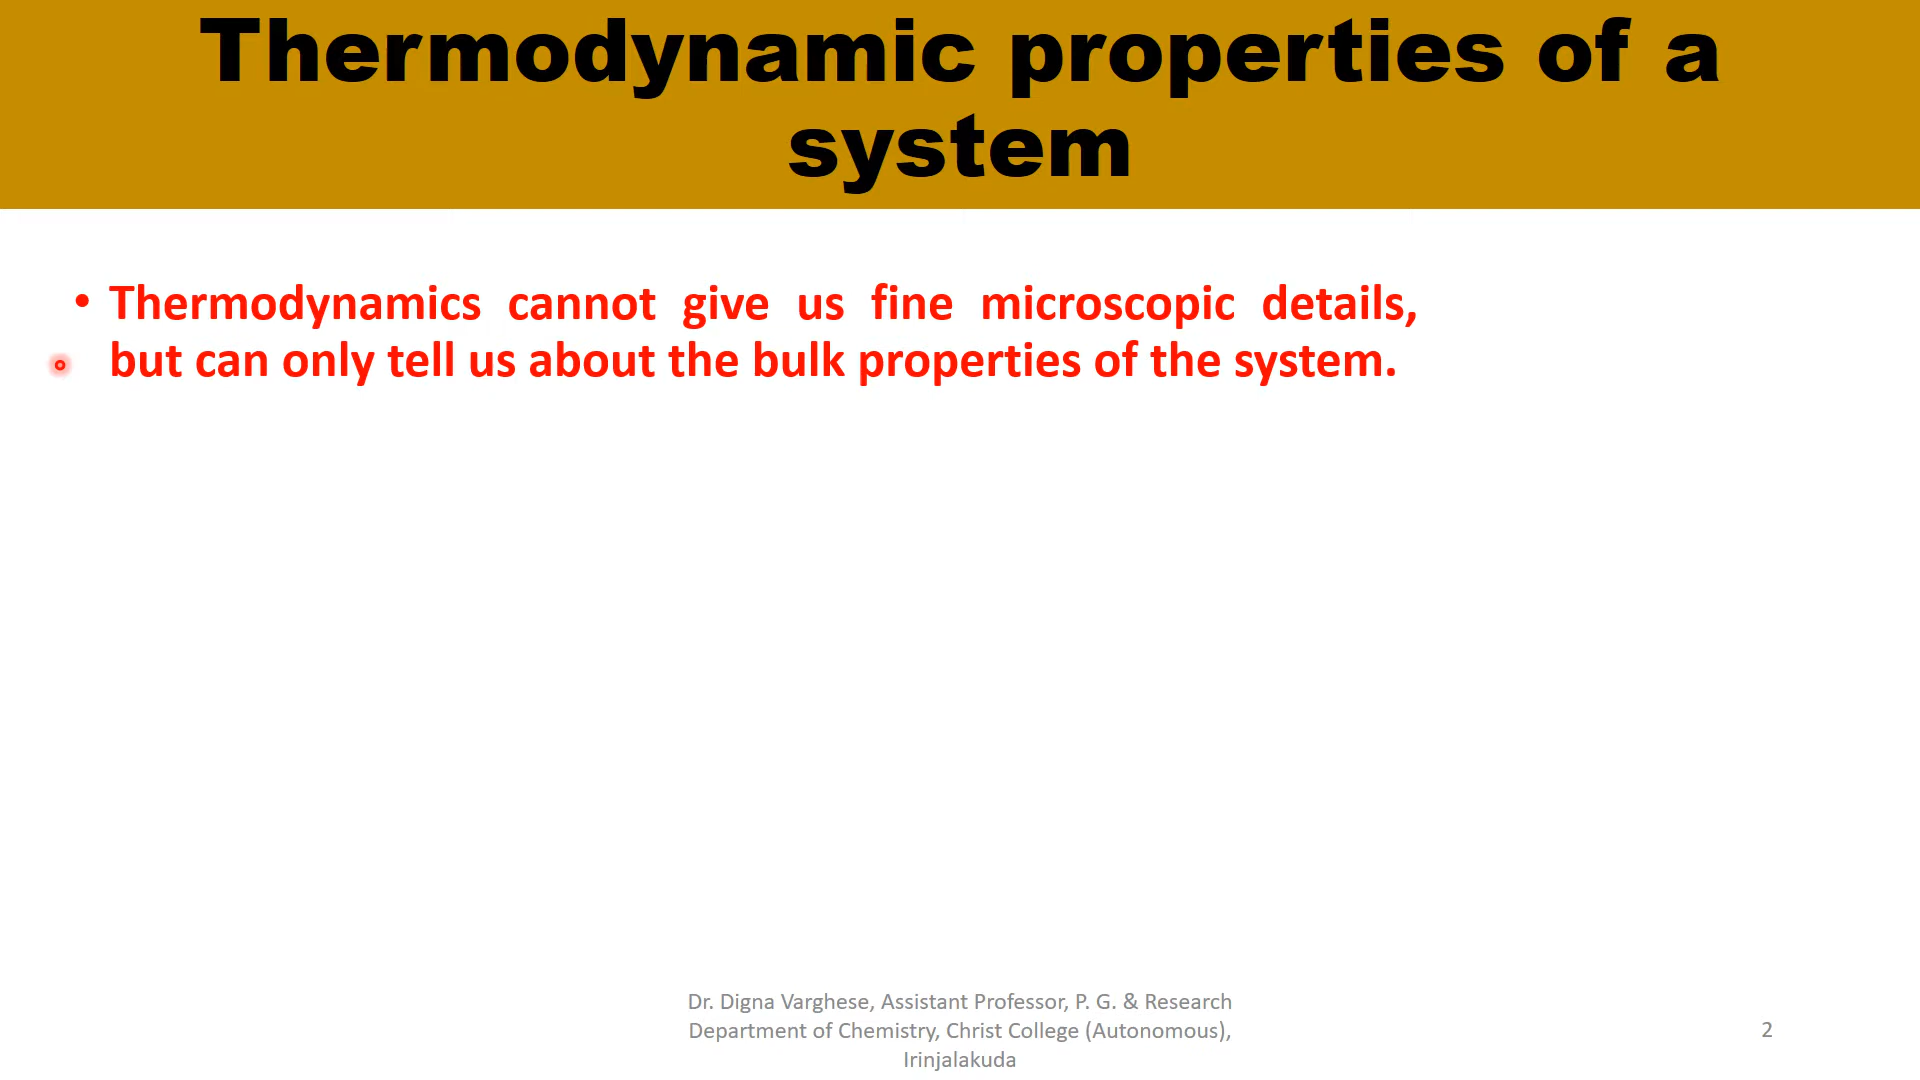 Thermodynamic properties of a
system
• Thermodynamics cannot give us fine microscopic details,
but can only tell us about the bulk properties of the system.
Dr. Digna Varghese, Assistant Professor, P. G. & Research
Department of Chemistry, Christ College (Autonomous),
Irinjalakuda
2